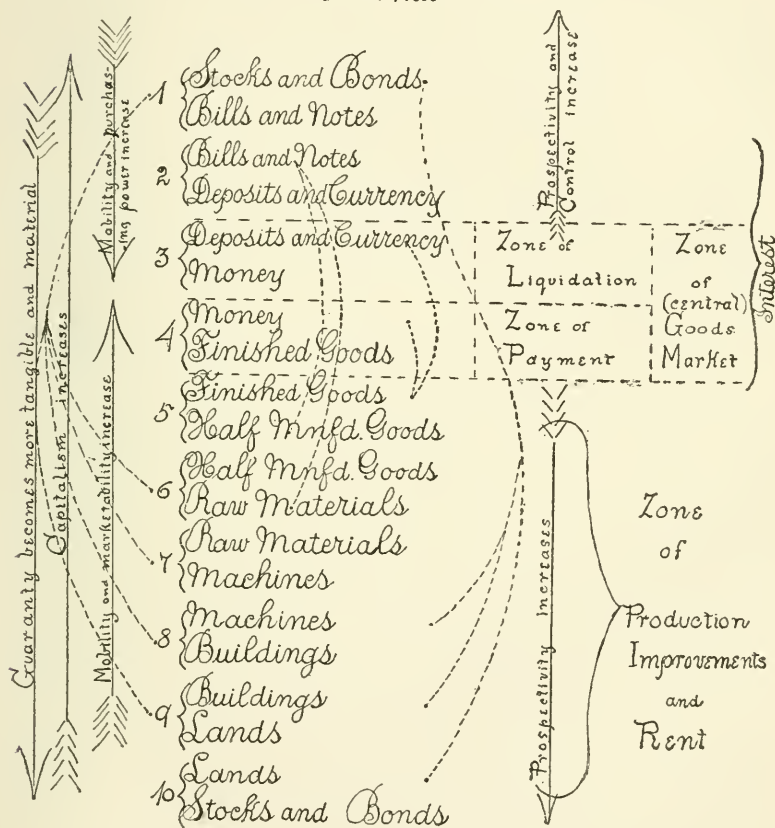 1
Stocks and Bonds
Bills and Notes
2
Bills and Notes
Deposits and Currency
3
Deposits and Currency
Money
4
Money
Finished Goods
5
Finished Goods
Half Mnfd. Goods
6
Half Mnfd. Goods
Raw Materials
7
Raw Materials
Machines
8
Machines
Buildings
9
Buildings
Lands
10
Lands
Stocks and Bonds
Guaranty becomes more tangible and material
Capitalism increases
Mobility and purchas-
ing power increase
Mobility and marketability increase
Prospectivity and
Control increase
Zone of
Liquidation
Zone of
Payment
Zone
of
(central)
Goods
Market
Interest
Prospectivity increases
Zone
of
Production
Improvements
and
Rent